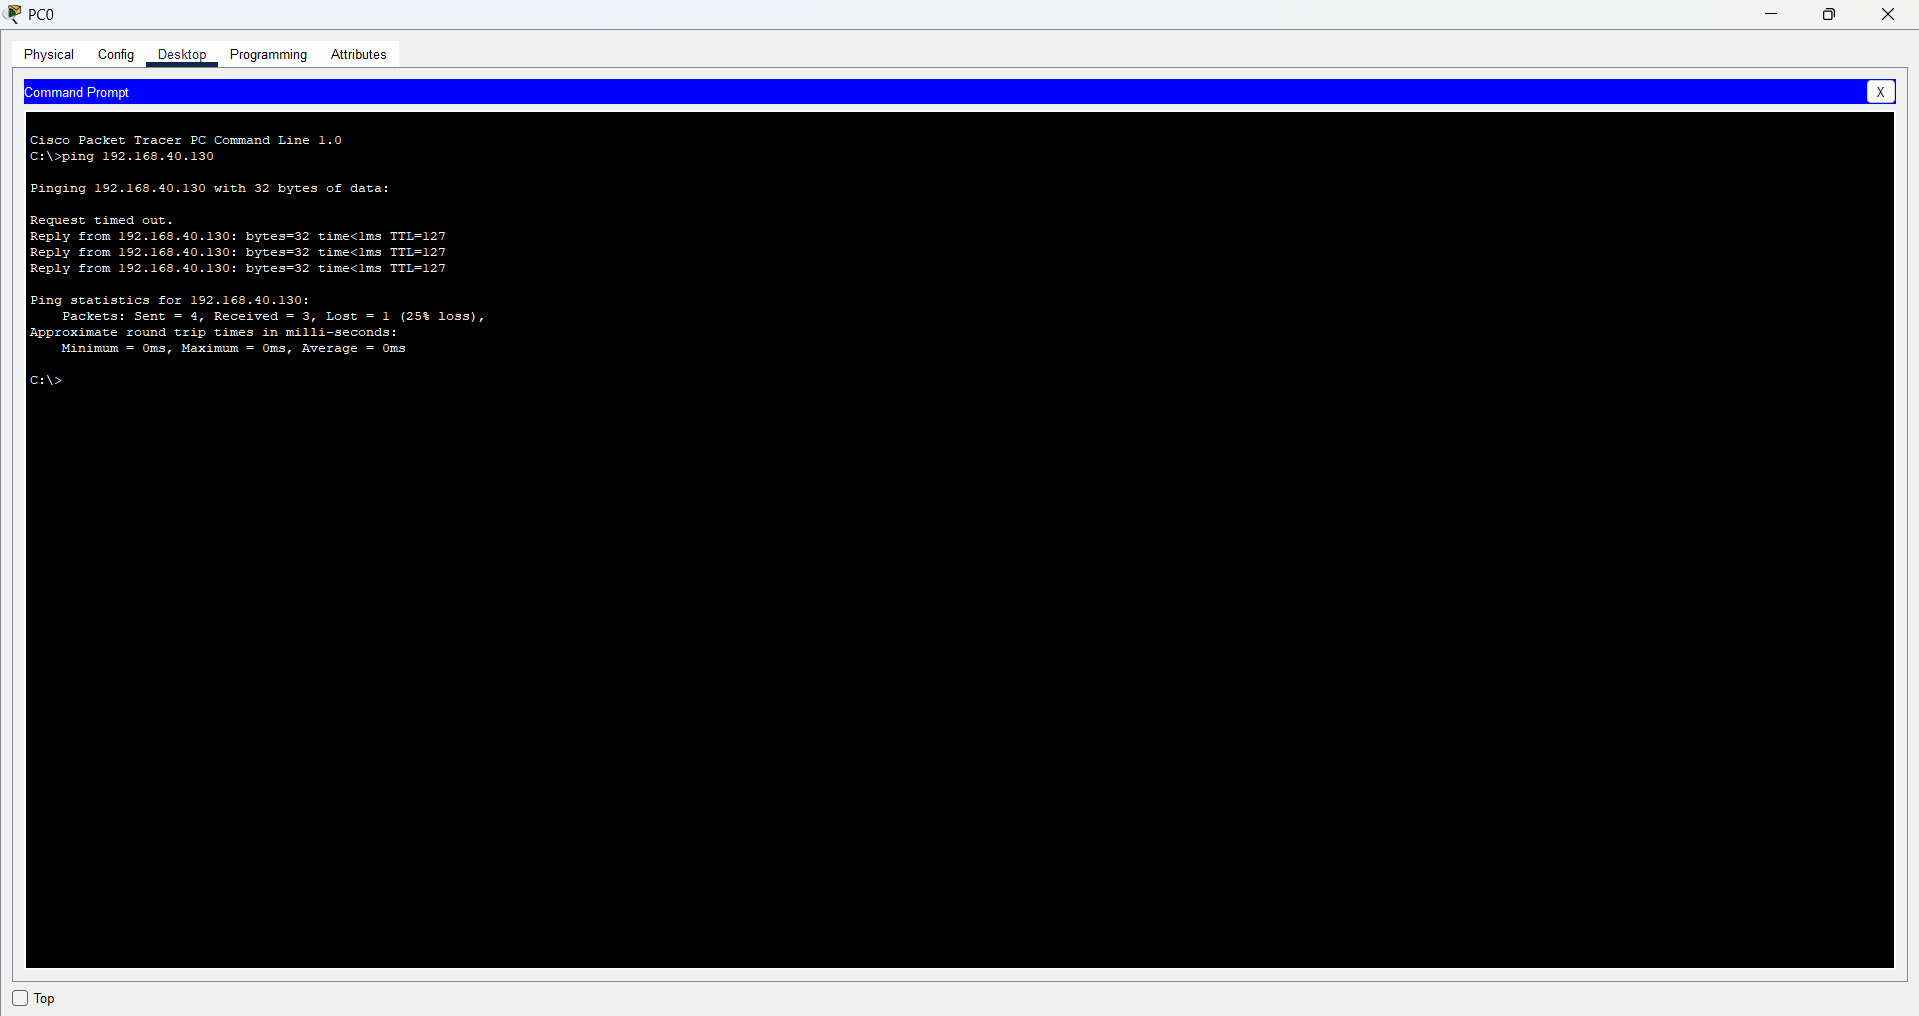 PC0
Physical Config Desktop Programming Attributes
Command Prompt
X
Cisco Packet Tracer PC Command Line 1.0
C:\>ping 192.168.40.130
Pinging 192.168.40.130 with 32 bytes of data:
Request timed out.
Reply from 192.168.40.130: bytes=32 time<1ms TTL=127
Reply from 192.168.40.130: bytes=32 time<1ms TTL=127
Reply from 192.168.40.130: bytes=32 time<1ms TTL=127
Ping statistics for 192.168.40.130:
    Packets: Sent = 4, Received = 3, Lost = 1 (25% loss),
Approximate round trip times in milli-seconds:
    Minimum = 0ms, Maximum = 0ms, Average = 0ms
C:\>
Top